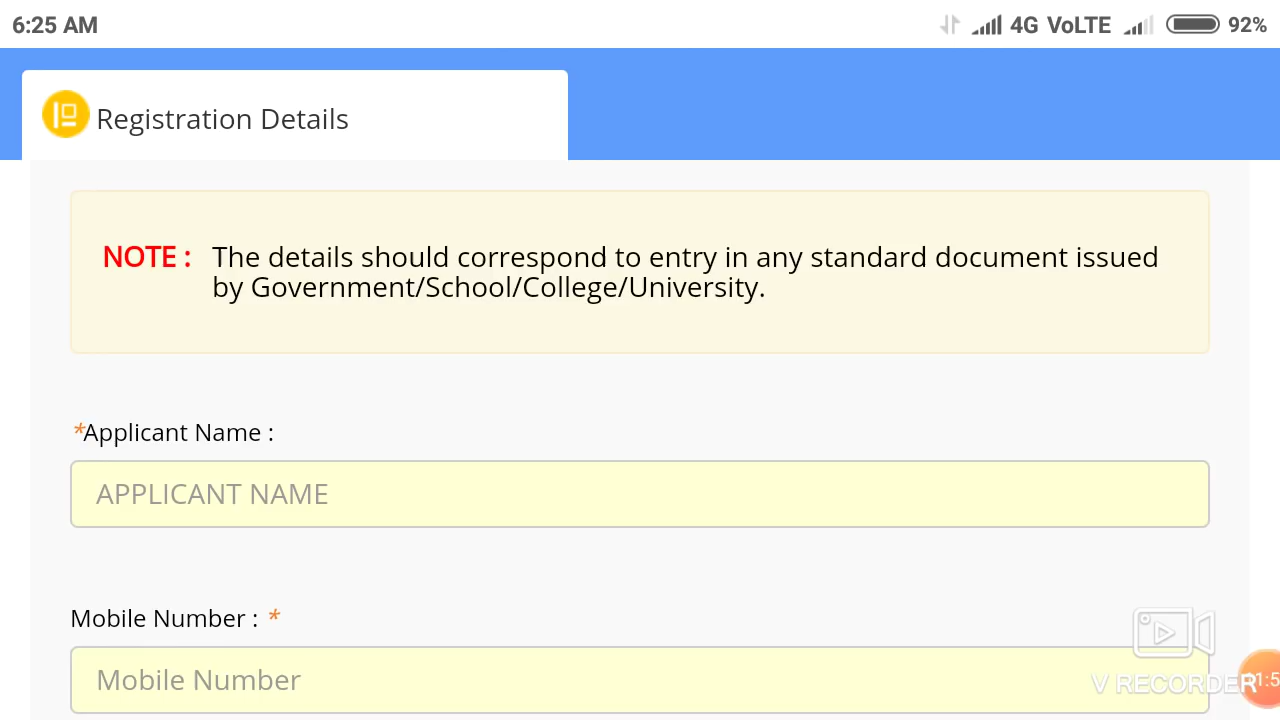 6:25 AM 4G VoLTE 92%
Registration Details
NOTE : The details should correspond to entry in any standard document issued
by Government/School/College/University.
*Applicant Name :
APPLICANT NAME
Mobile Number : *
Mobile Number
V RECORDER